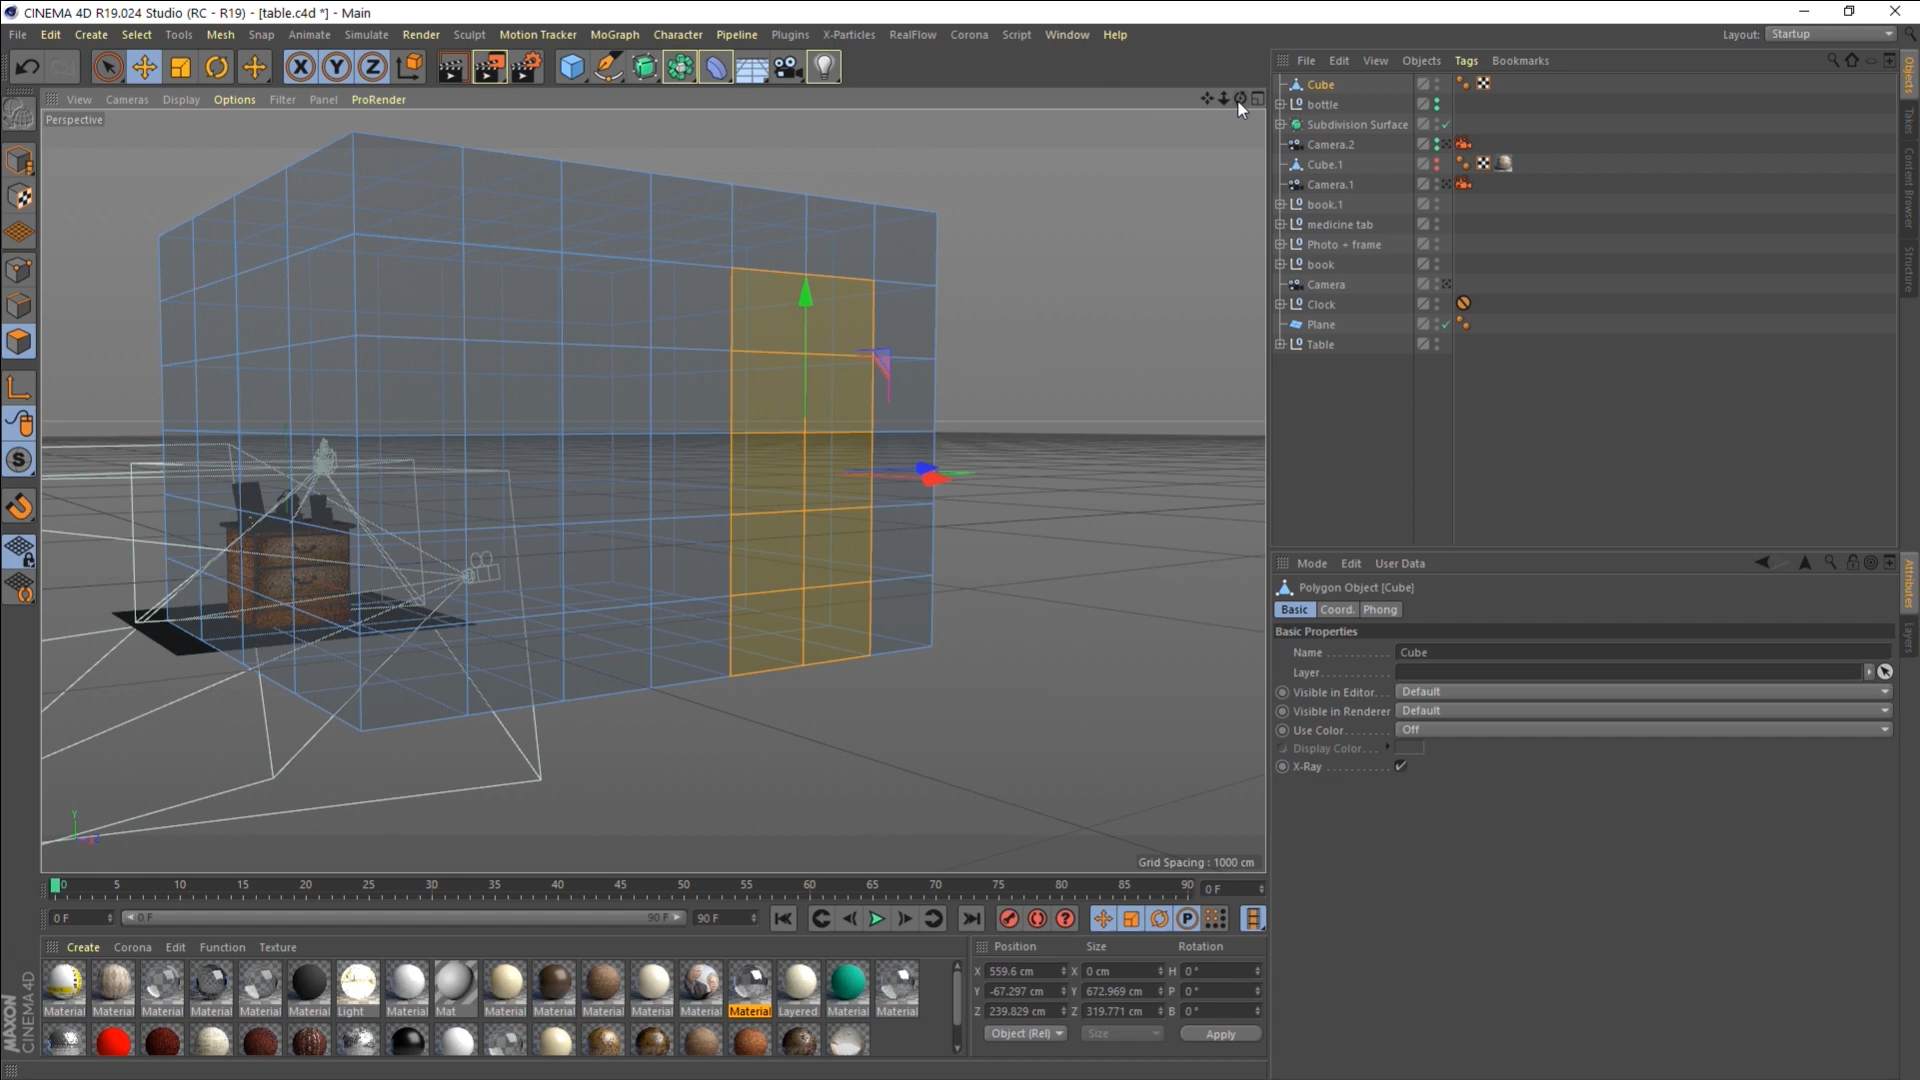 CINEMA 4D R19.024 Studio (RC - R19) - [table.c4d *] - Main
File Edit Create Select Tools Mesh Snap Animate Simulate Render Sculpt Motion Tracker MoGraph Character Pipeline Plugins X-Particles RealFlow Corona Script Window Help Layout: Startup
File Edit View Objects Tags Bookmarks
View Cameras Display Options Filter Panel ProRender
Perspective
Cube
bottle
Subdivision Surface
Camera.2
Cube.1
Camera.1
book.1
medicine tab
Photo + frame
book
Camera
Clock
Plane
Table
Objects
Takes
Content Browser
Structure
Mode Edit User Data
Polygon Object [Cube]
Basic Coord. Phong
Basic Properties
Name Cube
Layer
Visible in Editor Default
Visible in Renderer Default
Use Color Off
Display Color
X-Ray
Attributes
Layers
Y
X
Grid Spacing : 1000 cm
0 5 10 15 20 25 30 35 40 45 50 55 60 65 70 75 80 85 90 0 F
0 F 0 F 90 F 90 F
Create Corona Edit Function Texture
Material Material Material Material Material Material Light Material Mat Material Material Material Material Material Material Layered Material Material
Position Size Rotation
X 559.6 cm X 0 cm H 0 °
Y -67.297 cm Y 672.969 cm P 0 °
Z 239.829 cm Z 319.771 cm B 0 °
Object (Rel) Size Apply
MAXON
CINEMA 4D